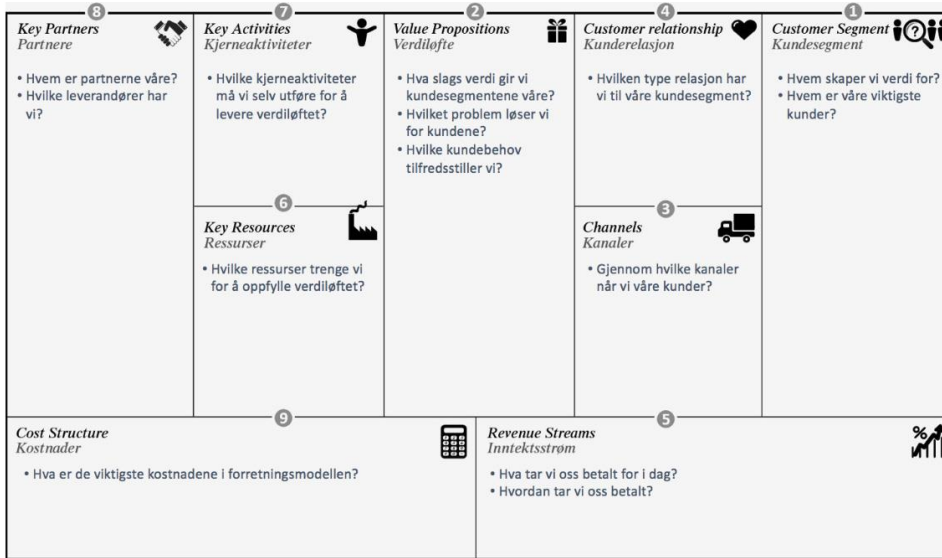 8
Key Partners
Partnere
• Hvem er partnerne våre?
• Hvilke leverandører har
vi?
7
Key Activities
Kjerneaktiviteter
• Hvilke kjerneaktiviteter
må vi selv utføre for å
levere verdiløftet?
6
Key Resources
Ressurser
• Hvilke ressurser trenge vi
for å oppfylle verdiløftet?
2
Value Propositions
Verdiløfte
• Hva slags verdi gir vi
kundesegmentene våre?
• Hvilket problem løser vi
for kundene?
• Hvilke kundebehov
tilfredsstiller vi?
4
Customer relationship
Kunderelasjon
• Hvilken type relasjon har
vi til våre kundesegment?
3
Channels
Kanaler
• Gjennom hvilke kanaler
når vi våre kunder?
1
Customer Segment
Kundesegment
?
• Hvem skaper vi verdi for?
• Hvem er våre viktigste
kunder?
9
Cost Structure
Kostnader
• Hva er de viktigste kostnadene i forretningsmodellen?
5
Revenue Streams
Inntektsstrøm
%
• Hva tar vi oss betalt for i dag?
• Hvordan tar vi oss betalt?